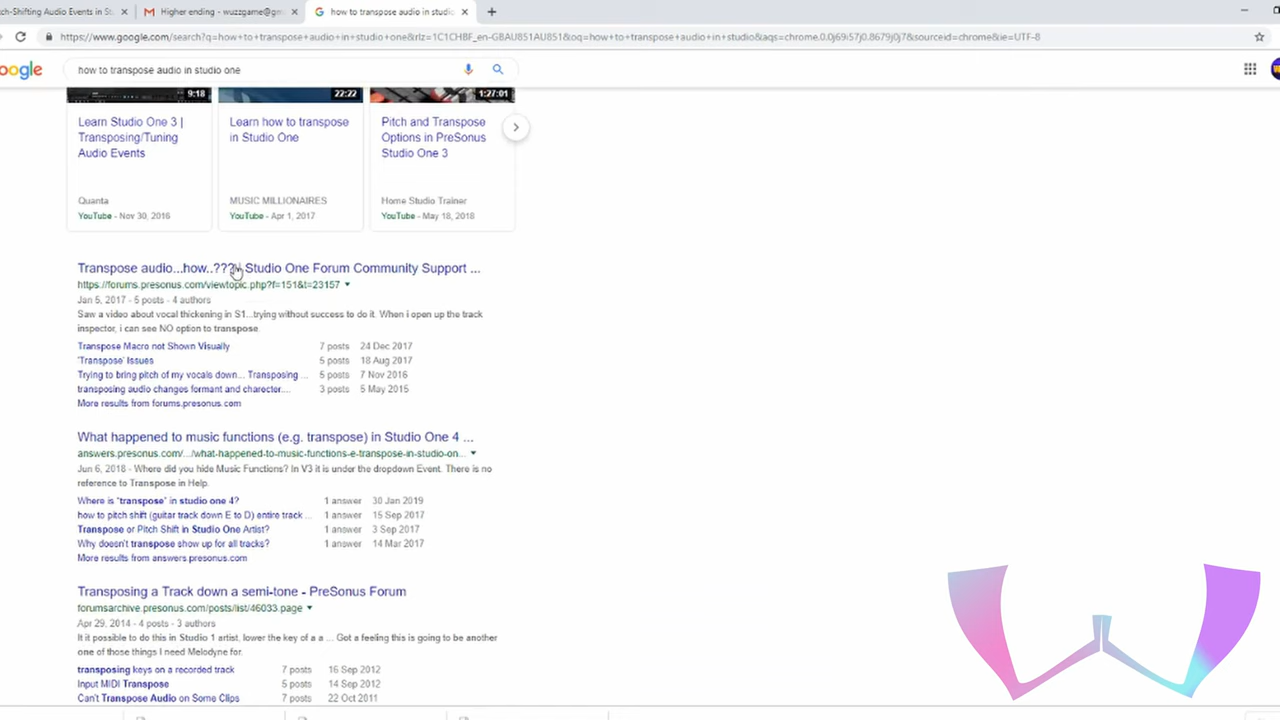 tch-Shifting Audio Events in St
Higher ending - wuzzgame@gm
how to transpose audio in studio
https://www.google.com/search?q=how+to+transpose+audio+in+studio+one&rlz=1C1CHBF_en-GBAU851AU851&oq=how+to+transpose+audio+in+studio&aqs=chrome.0.0j69i57j0.8679j0j7&sourceid=chrome&ie=UTF-8
oogle
how to transpose audio in studio one
9:18
22:22
1:27:01
Learn Studio One 3 |
Transposing/Tuning
Audio Events
Learn how to transpose
in Studio One
Pitch and Transpose
Options in PreSonus
Studio One 3
Quanta
YouTube - Nov 30, 2016
MUSIC MILLIONAIRES
YouTube - Apr 1, 2017
Home Studio Trainer
YouTube - May 18, 2018
Transpose audio...how..??? Studio One Forum Community Support ...
https://forums.presonus.com/viewtopic.php?f=151&t=23157
Jan 5, 2017 - 6 posts - 4 authors
Saw a video about vocal thickening in S1...trying without success to do it. When i open up the track
inspector, i can see NO option to transpose.
Transpose Macro not Shown Visually 7 posts 24 Dec 2017
'Transpose' Issues 5 posts 18 Aug 2017
Trying to bring pitch of my vocals down... Transposing ... 5 posts 7 Nov 2016
transposing audio changes formant and charecter.... 3 posts 5 May 2015
More results from forums.presonus.com
What happened to music functions (e.g. transpose) in Studio One 4 ...
answers.presonus.com/.../what-happened-to-music-functions-e-transpose-in-studio-on...
Jun 6, 2018 - Where did you hide Music Functions? In V3 it is under the dropdown Event. There is no
reference to Transpose in Help.
Where is 'transpose' in studio one 4? 1 answer 30 Jan 2019
how to pitch shift (guitar track down E to D) entire track ... 1 answer 15 Sep 2017
Transpose or Pitch Shift in Studio One Artist? 1 answer 3 Sep 2017
Why doesn't transpose show up for all tracks? 1 answer 14 Mar 2017
More results from answers.presonus.com
Transposing a Track down a semi-tone - PreSonus Forum
forumsarchive.presonus.com/posts/list/46033.page
Apr 29, 2014 - 4 posts - 3 authors
It it possible to do this in Studio 1 artist, lower the key of a a ... Got a feeling this is going to be another
one of those things I need Melodyne for.
transposing keys on a recorded track 7 posts 16 Sep 2012
Input MIDI Transpose 5 posts 14 Sep 2012
Can't Transpose Audio on Some Clips 7 posts 22 Oct 2011